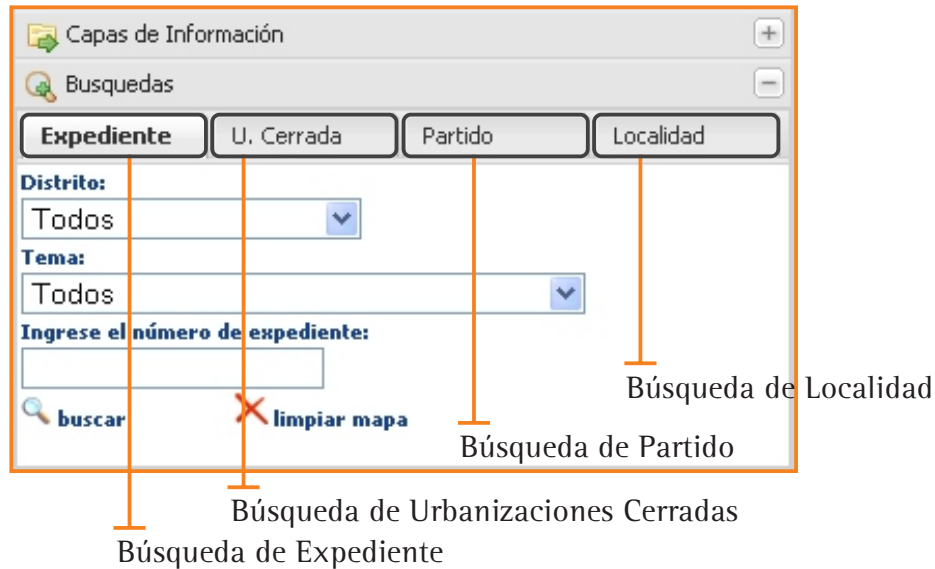 Capas de Información
Busquedas
Expediente U. Cerrada Partido Localidad
Distrito:
Todos
Tema:
Todos
Ingrese el número de expediente:
buscar limpiar mapa
Búsqueda de Localidad
Búsqueda de Partido
Búsqueda de Urbanizaciones Cerradas
Búsqueda de Expediente